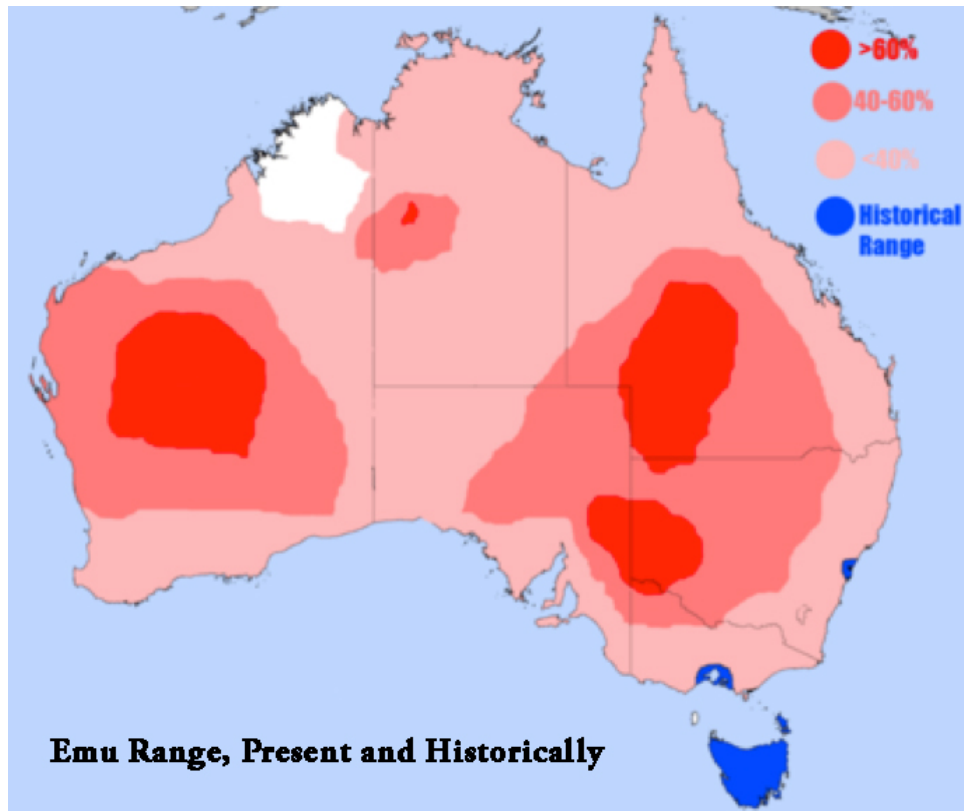 >60%
40-60%
<40%
Historical
Range
Emu Range, Present and Historically